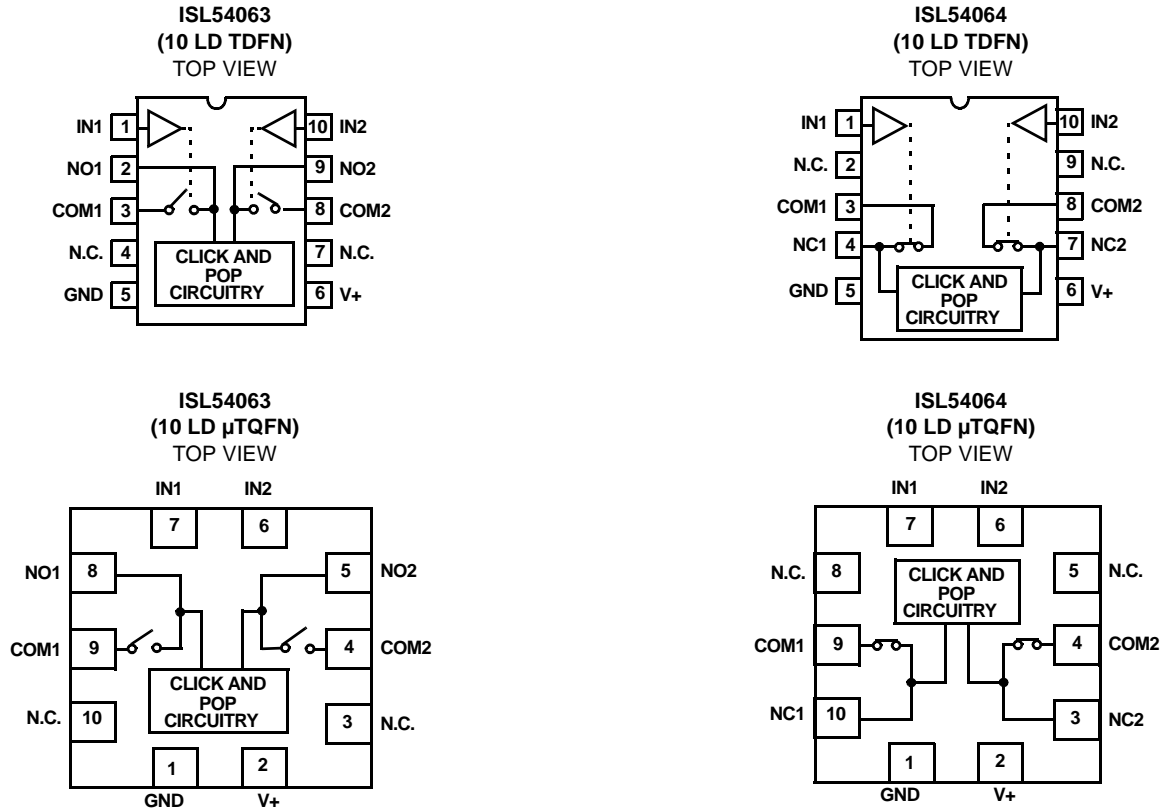 ISL54063
(10 LD TDFN)
TOP VIEW
IN1 1 10 IN2
NO1 2 9 NO2
COM1 3 8 COM2
N.C. 4 7 N.C.
CLICK AND
POP
CIRCUITRY
GND 5 6 V+
ISL54064
(10 LD TDFN)
TOP VIEW
IN1 1 10 IN2
N.C. 2 9 N.C.
COM1 3 8 COM2
NC1 4 7 NC2
CLICK AND
POP
CIRCUITRY
GND 5 6 V+
ISL54063
(10 LD µTQFN)
TOP VIEW
IN1 IN2
7 6
NO1 8 5 NO2
COM1 9 4 COM2
CLICK AND
POP
CIRCUITRY
N.C. 10 3 N.C.
1 2
GND V+
ISL54064
(10 LD µTQFN)
TOP VIEW
IN1 IN2
7 6
N.C. 8 5 N.C.
CLICK AND
POP
CIRCUITRY
COM1 9 4 COM2
NC1 10 3 NC2
1 2
GND V+